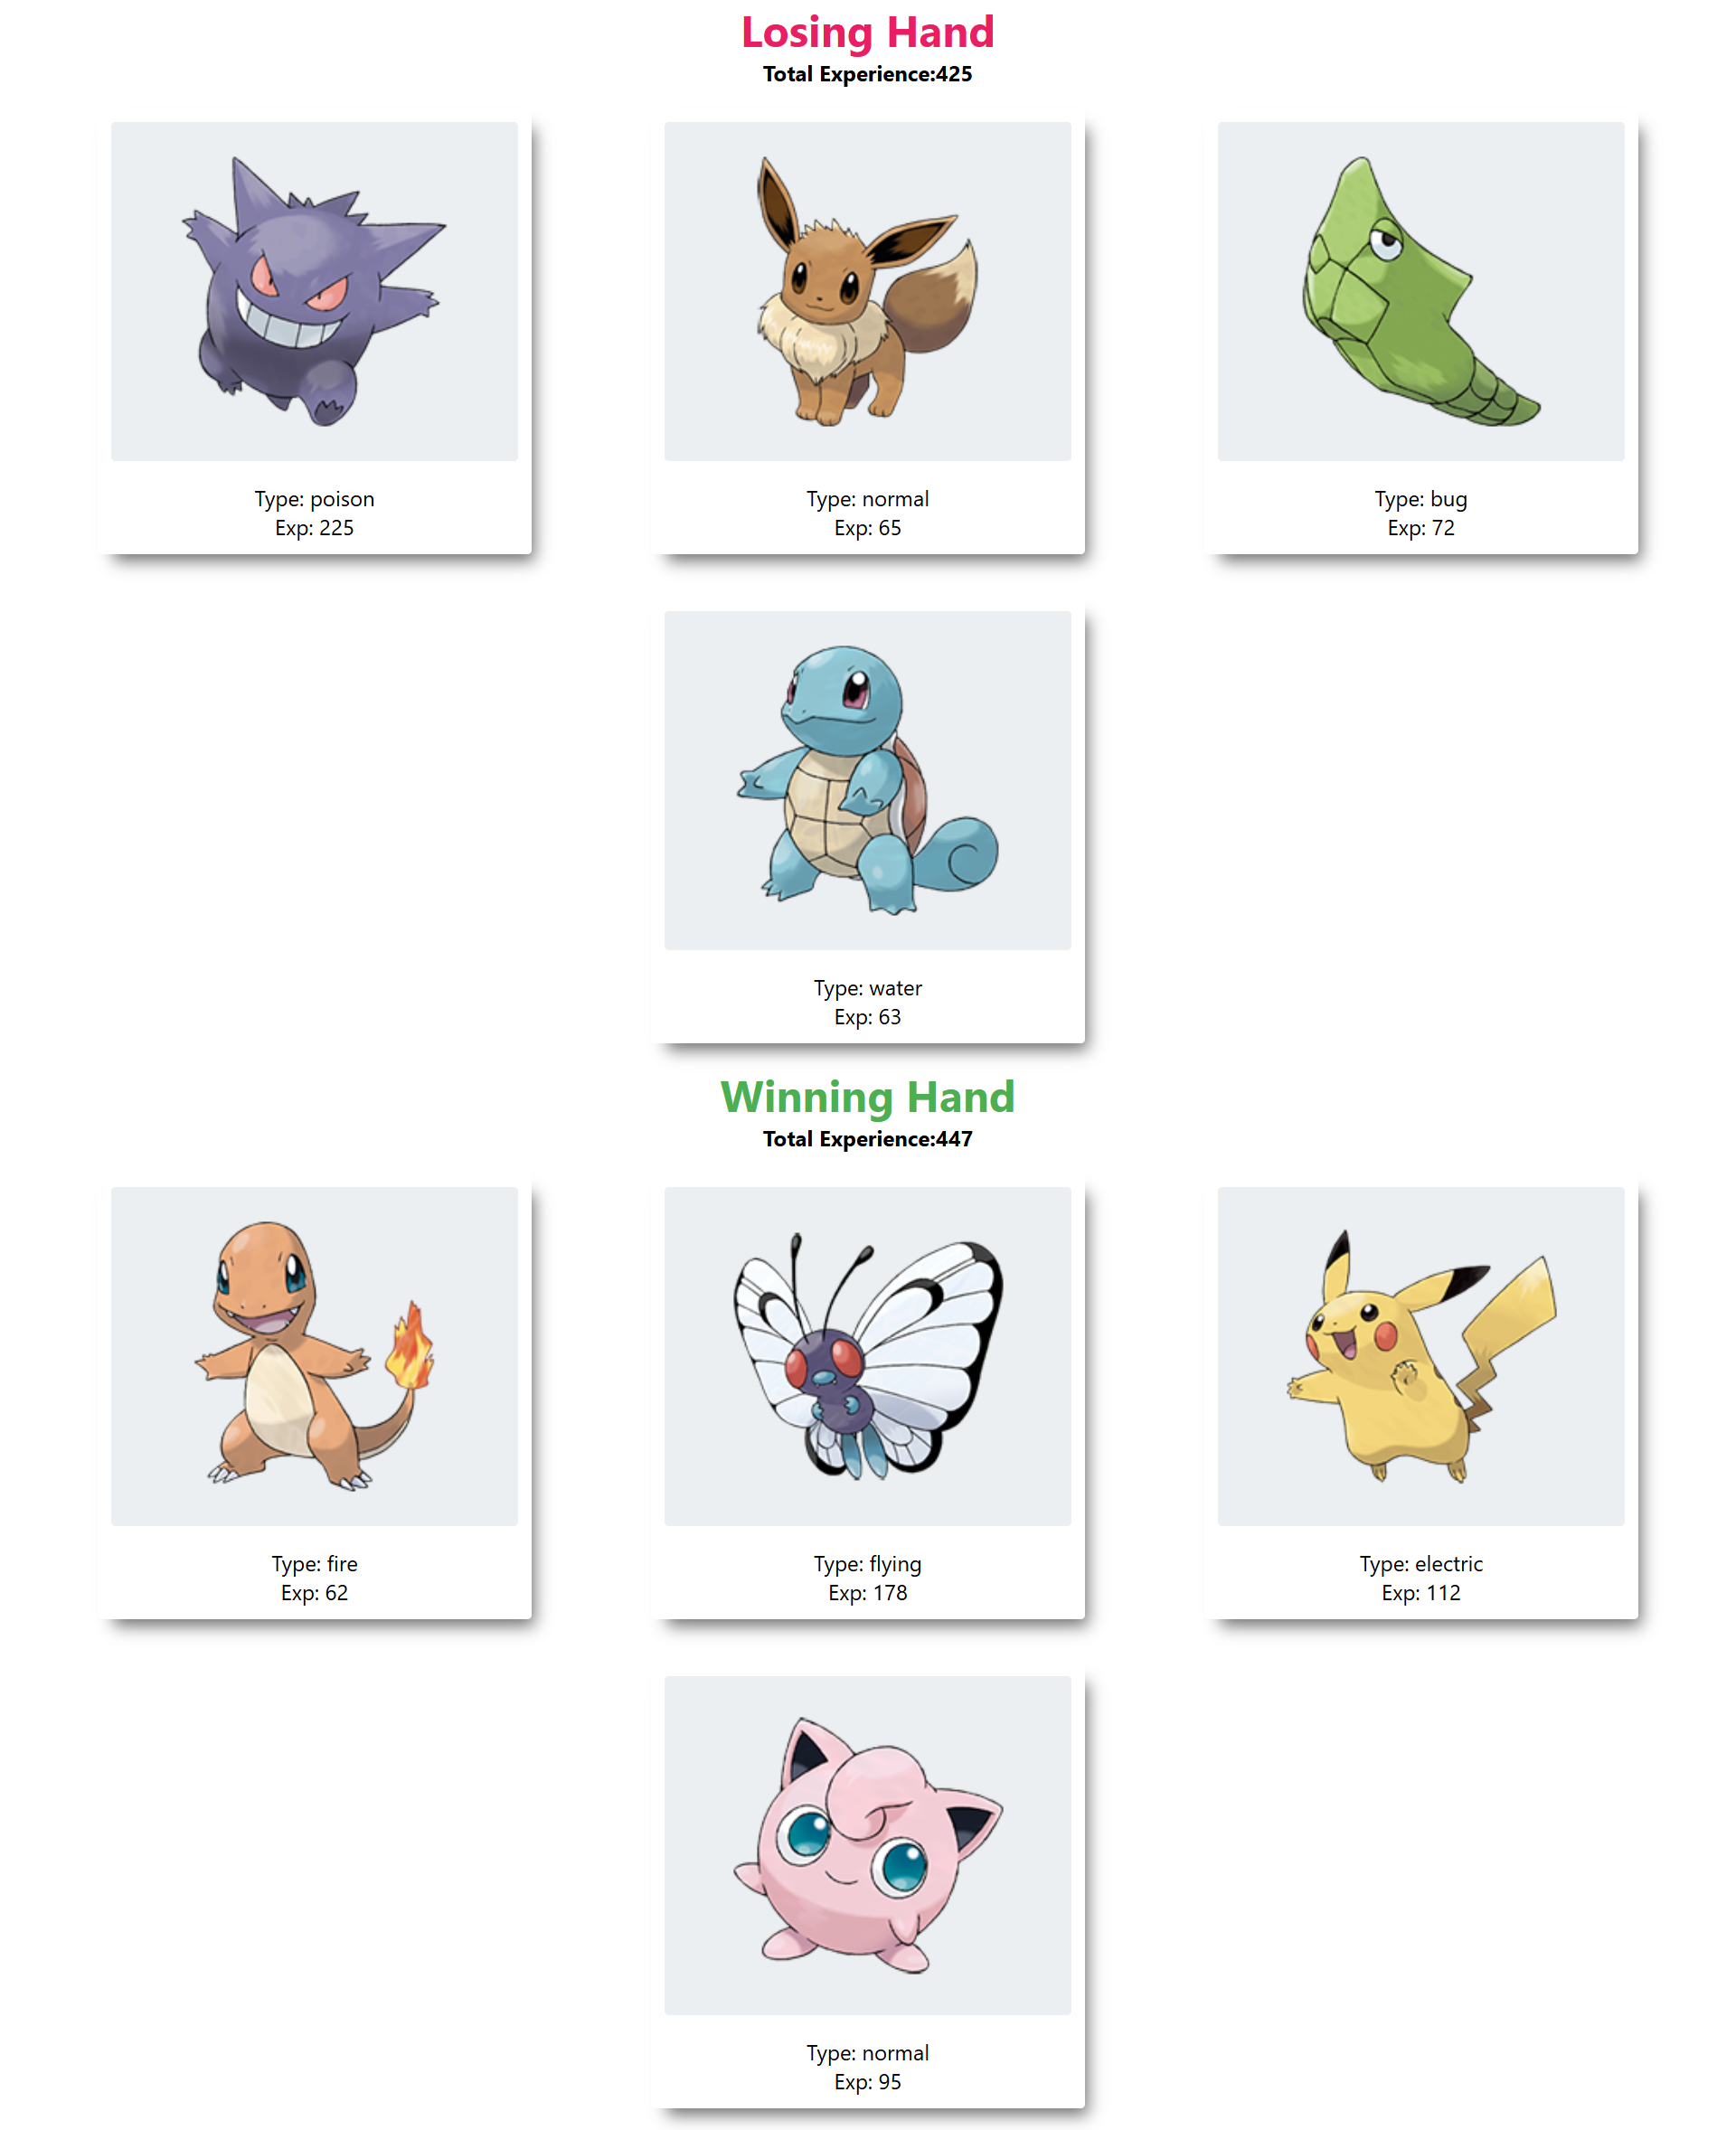 Losing Hand
Total Experience:425
Type: poison
Exp: 225
Type: normal
Exp: 65
Type: bug
Exp: 72
Type: water
Exp: 63
Winning Hand
Total Experience:447
Type: fire
Exp: 62
Type: flying
Exp: 178
Type: electric
Exp: 112
Type: normal
Exp: 95